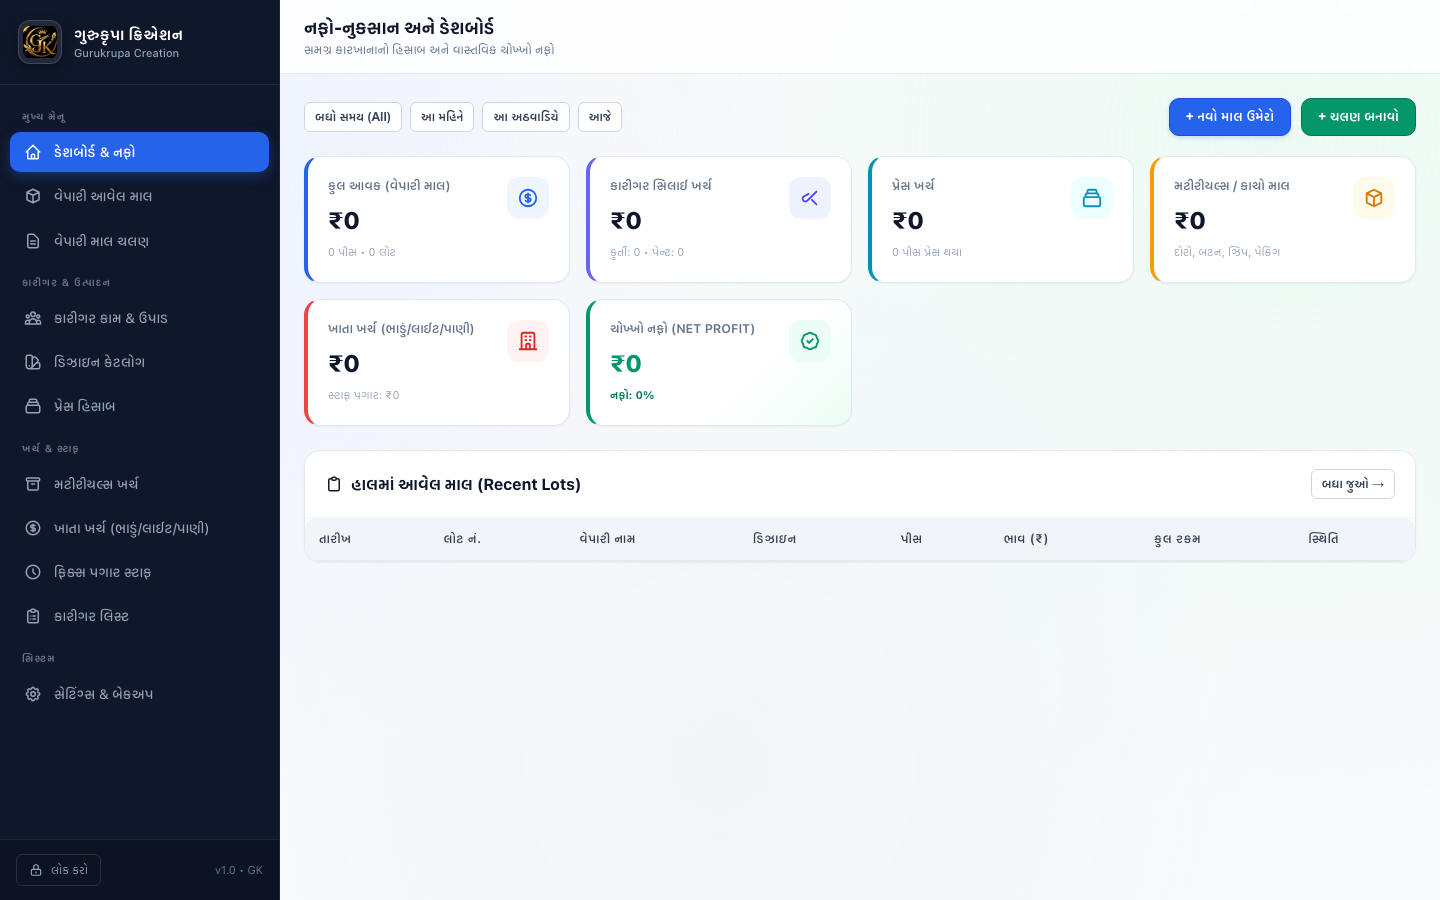 ગુરુકૃપા ક્રિએશન
Gurukrupa Creation
મુખ્ય મેનૂ
ડેશબોર્ડ & નફો
વેપારી આવેલ માલ
વેપારી માલ ચલણ
કારીગર & ઉત્પાદન
કારીગર કામ & ઉપાડ
ડિઝાઇન કેટલોગ
પ્રેસ હિસાબ
ખર્ચ & સ્ટાફ
મટીરીયલ્સ ખર્ચ
ખાતા ખર્ચ (ભાડું/લાઈટ/પાણી)
ફિક્સ પગાર સ્ટાફ
કારીગર લિસ્ટ
સિસ્ટમ
સેટિંગ્સ & બેકઅપ
લોક કરો
v1.0 • GK
નફો-નુકસાન અને ડેશબોર્ડ
સમગ્ર કારખાનાનો હિસાબ અને વાસ્તવિક ચોખ્ખો નફો
બધો સમય (All)
આ મહિને
આ અઠવાડિયે
આજે
+ નવો માલ ઉમેરો
+ ચલણ બનાવો
કુલ આવક (વેપારી માલ)
₹0
0 પીસ • 0 લોટ
કારીગર સિલાઈ ખર્ચ
₹0
કુર્તી: 0 • પેન્ટ: 0
પ્રેસ ખર્ચ
₹0
0 પીસ પ્રેસ થયા
મટીરીયલ્સ / કાચો માલ
₹0
દોરો, બટન, ઝિપ, પેકિંગ
ખાતા ખર્ચ (ભાડું/લાઈટ/પાણી)
₹0
સ્ટાફ પગાર: ₹0
ચોખ્ખો નફો (NET PROFIT)
₹0
નફો: 0%
હાલમાં આવેલ માલ (Recent Lots)
બધા જુઓ →
તારીખ લોટ નં. વેપારી નામ ડિઝાઇન પીસ ભાવ (₹) કુલ રકમ સ્થિતિ